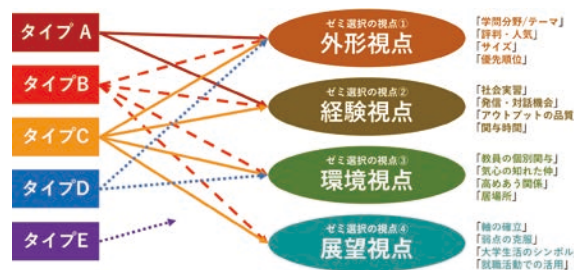 タイプA
タイプB
タイプC
タイプD
タイプE
ゼミ選択の視点①
外形視点
「学問分野/テーマ」
「評判・人気」
「サイズ」
「優先順位」
ゼミ選択の視点②
経験視点
「社会実習」
「発信・対話機会」
「アウトプットの品質」
「関与時間」
ゼミ選択の視点③
環境視点
「教員の個別関与」
「気心の知れた仲」
「高めあう関係」
「居場所」
ゼミ選択の視点④
展望視点
「軸の確立」
「弱点の克服」
「大学生活のシンボル」
「就職活動での活用」